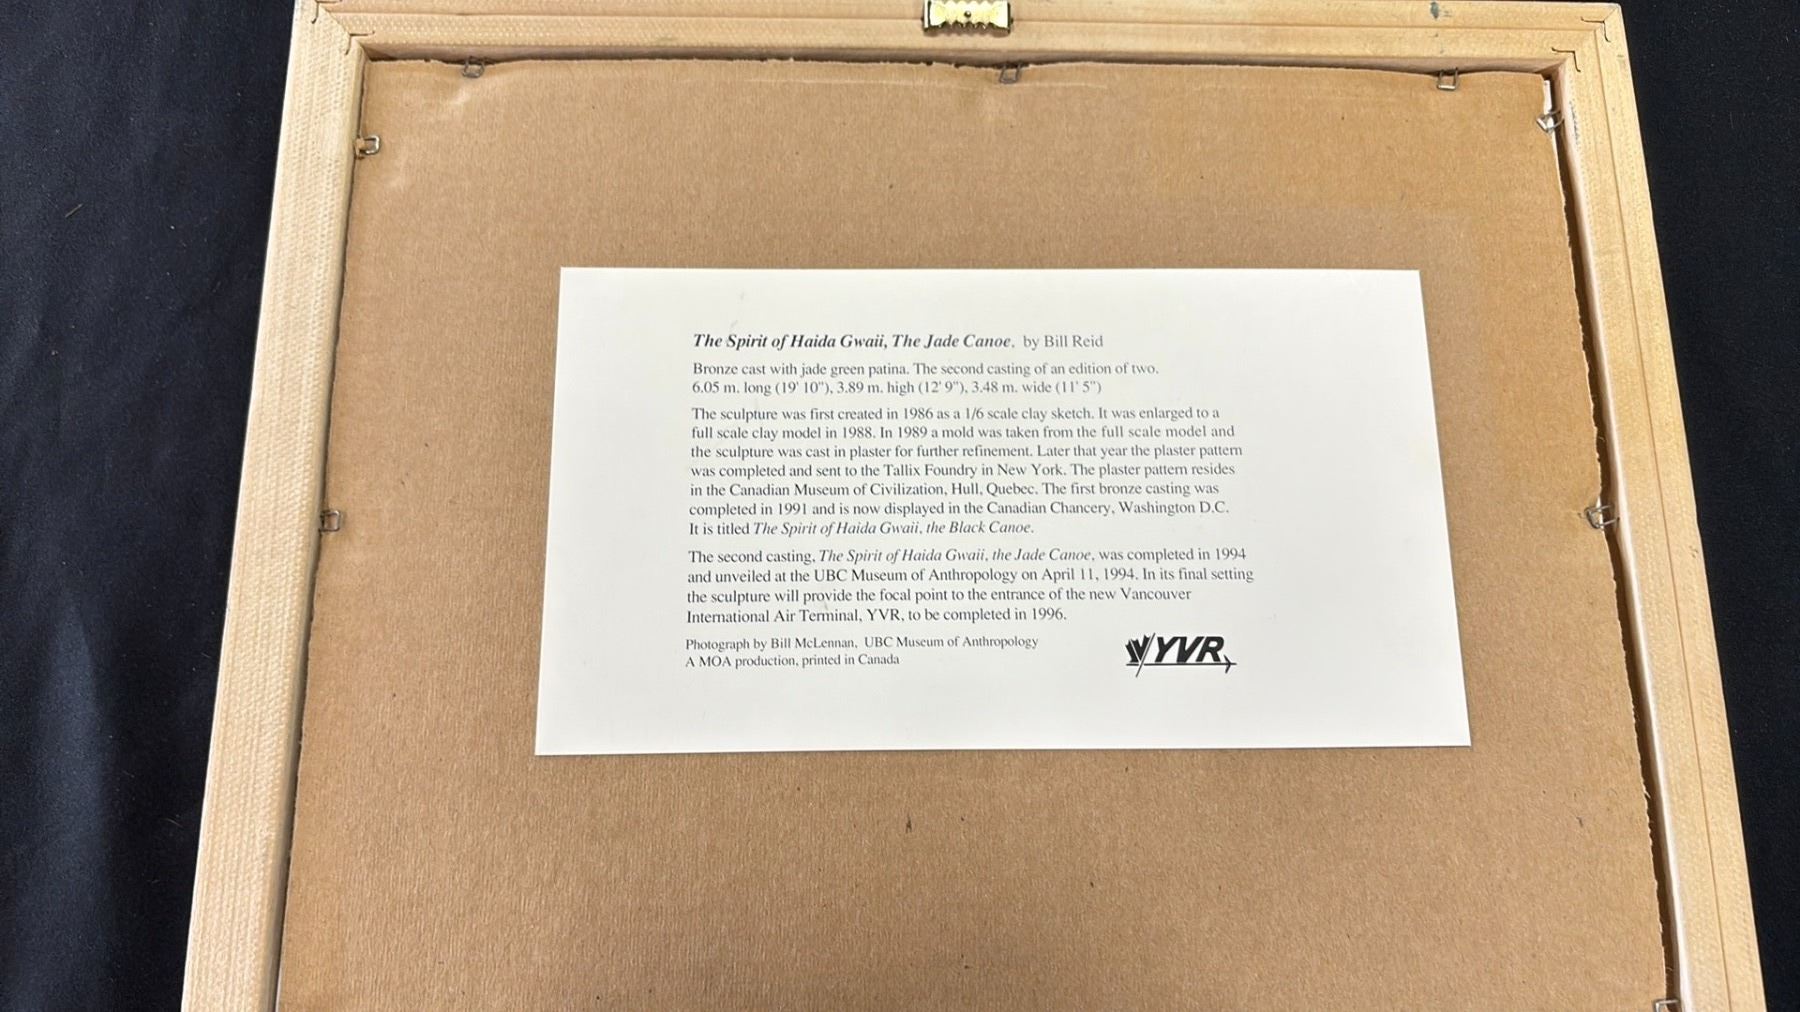 The Spirit of Haida Gwaii, The Jade Canoe, by Bill Reid
Bronze cast with jade green patina. The second casting of an edition of two.
6.05 m. long (19' 10"), 3.89 m. high (12' 9"), 3.48 m. wide (11' 5")
The sculpture was first created in 1986 as a 1/6 scale clay sketch. It was enlarged to a
full scale clay model in 1988. In 1989 a mold was taken from the full scale model and
the sculpture was cast in plaster for further refinement. Later that year the plaster pattern
was completed and sent to the Tallix Foundry in New York. The plaster pattern resides
in the Canadian Museum of Civilization, Hull, Quebec. The first bronze casting was
completed in 1991 and is now displayed in the Canadian Chancery, Washington D.C.
It is titled The Spirit of Haida Gwaii, the Black Canoe.
The second casting, The Spirit of Haida Gwaii, the Jade Canoe, was completed in 1994
and unveiled at the UBC Museum of Anthropology on April 11, 1994. In its final setting
the sculpture will provide the focal point to the entrance of the new Vancouver
International Air Terminal, YVR, to be completed in 1996.
Photograph by Bill McLennan, UBC Museum of Anthropology
A MOA production, printed in Canada
YVR